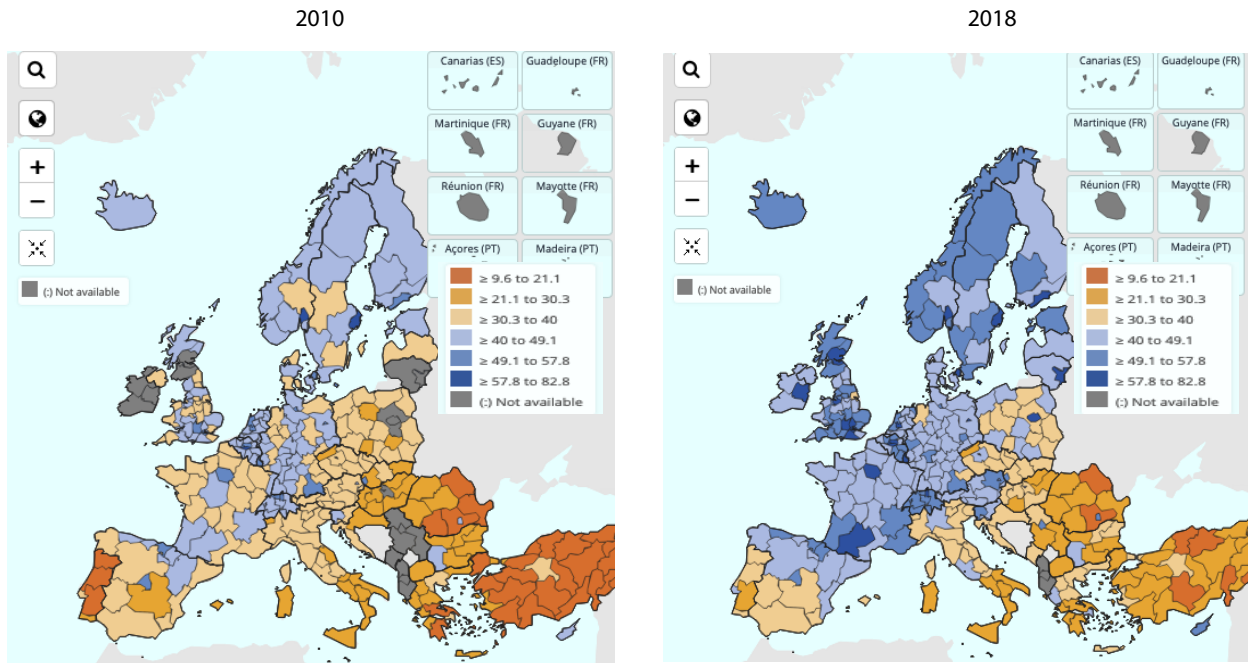 2010
Canarias (ES)
Guadeloupe (FR)
Martinique (FR)
Guyane (FR)
+
−
Réunion (FR)
Mayotte (FR)
Açores (PT)
Madeira (PT)
(:) Not available
≥ 9.6 to 21.1
≥ 21.1 to 30.3
≥ 30.3 to 40
≥ 40 to 49.1
≥ 49.1 to 57.8
≥ 57.8 to 82.8
(:) Not available
2018
Canarias (ES)
Guadeloupe (FR)
Martinique (FR)
Guyane (FR)
+
−
Réunion (FR)
Mayotte (FR)
Açores (PT)
Madeira (PT)
(:) Not available
≥ 9.6 to 21.1
≥ 21.1 to 30.3
≥ 30.3 to 40
≥ 40 to 49.1
≥ 49.1 to 57.8
≥ 57.8 to 82.8
(:) Not available